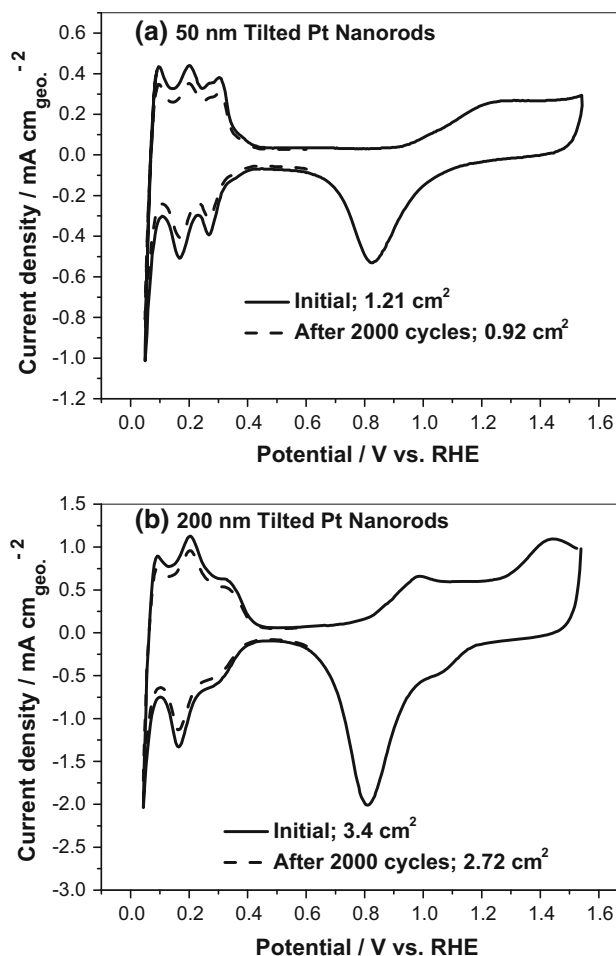 (a) 50 nm Tilted Pt Nanorods
0.6
0.4
0.2
0.0
-0.2
-0.4
-0.6
-0.8
-1.0
-1.2
Current density / mA cm geo. - 2
Initial; 1.21 cm2
After 2000 cycles; 0.92 cm2
0.0 0.2 0.4 0.6 0.8 1.0 1.2 1.4 1.6
Potential / V vs. RHE
(b) 200 nm Tilted Pt Nanorods
1.5
1.0
0.5
0.0
-0.5
-1.0
-1.5
-2.0
-2.5
-3.0
Current density / mA cm geo. - 2
Initial; 3.4 cm2
After 2000 cycles; 2.72 cm2
0.0 0.2 0.4 0.6 0.8 1.0 1.2 1.4 1.6
Potential / V vs. RHE